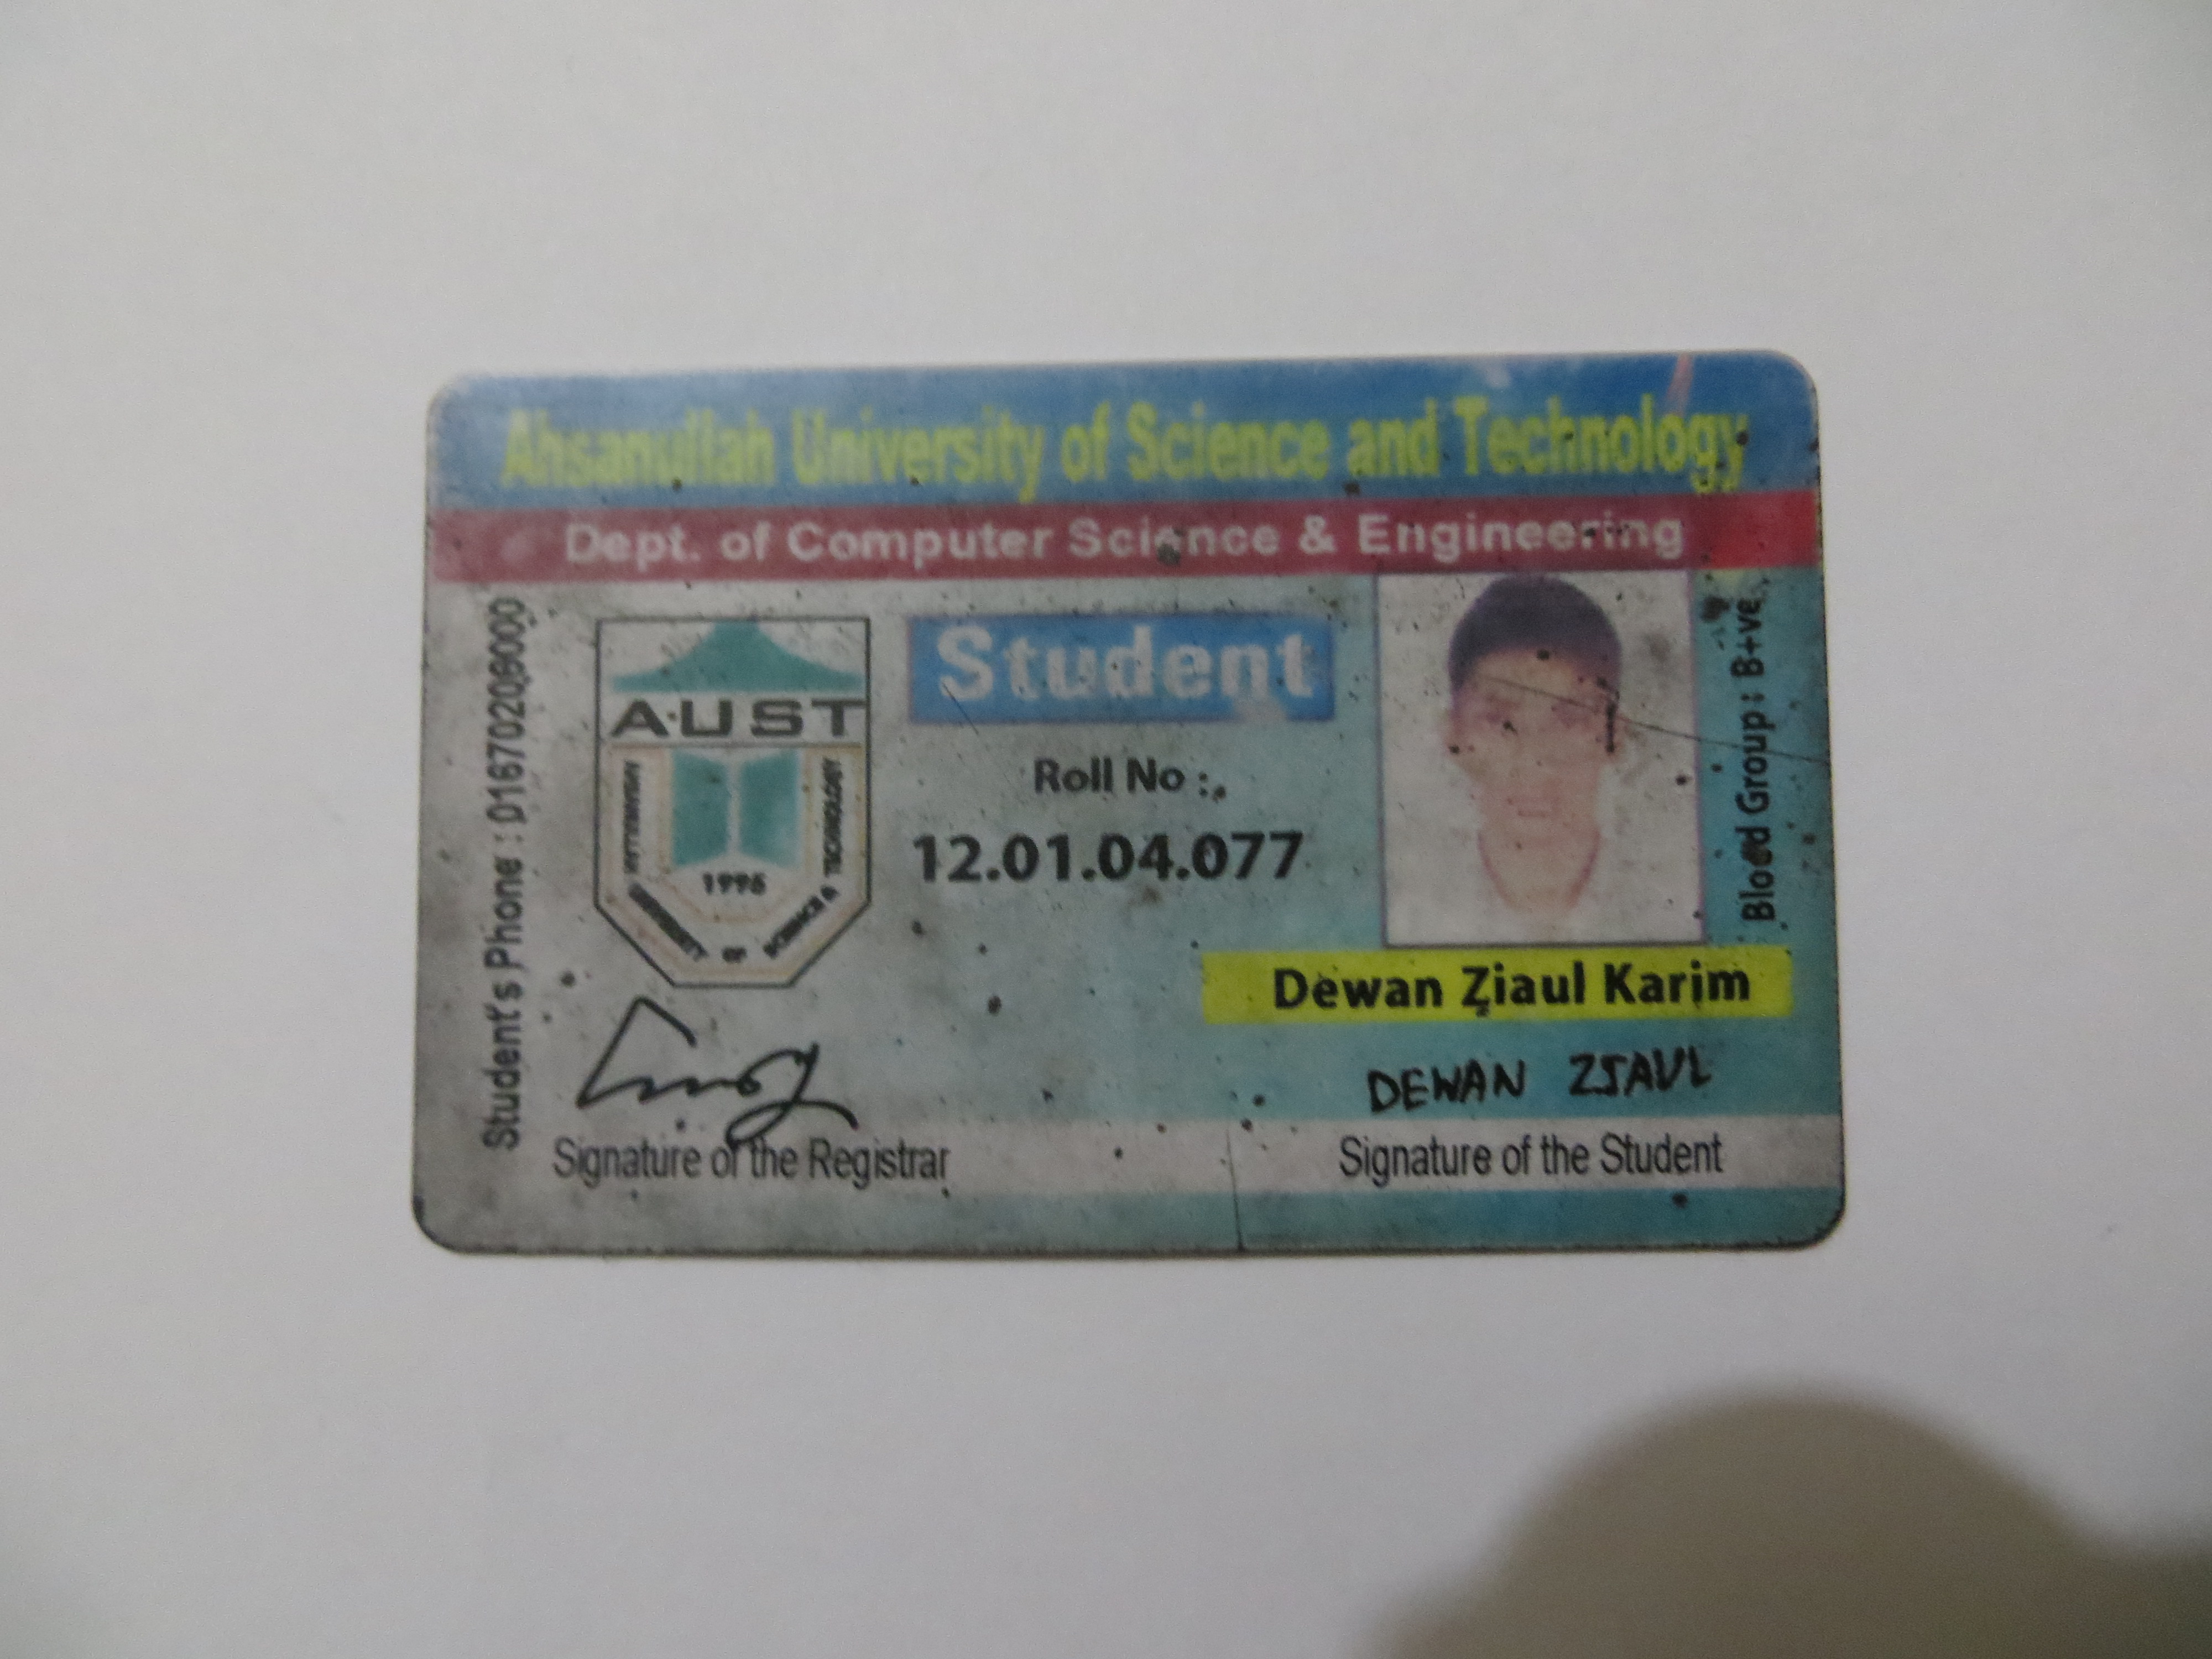 Ahsanullah University of Science and Technology
Dept. of Computer Science & Engineering
Student's Phone : 01670209000
A·UST
AHSANULLAH UNIVERSITY OF SCIENCE & TECHNOLOGY
1995
Student
Roll No :
12.01.04.077
Blood Group : B+ve
Dewan Ziaul Karim
DEWAN ZIAUL
Signature of the Registrar
Signature of the Student